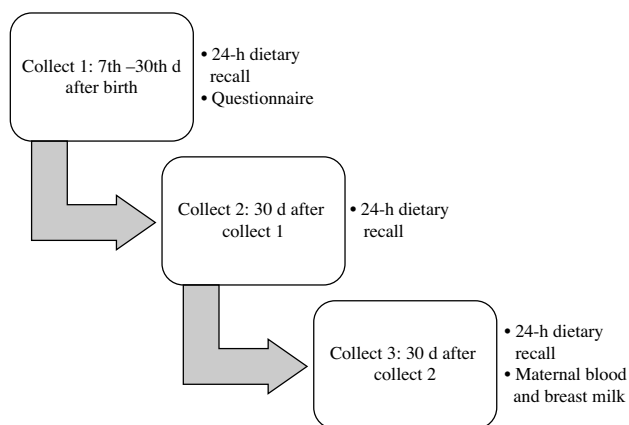 Collect 1: 7th –30th d
after birth
• 24-h dietary
recall
• Questionnaire
Collect 2: 30 d after
collect 1
• 24-h dietary
recall
Collect 3: 30 d after
collect 2
• 24-h dietary
recall
• Maternal blood
and breast milk